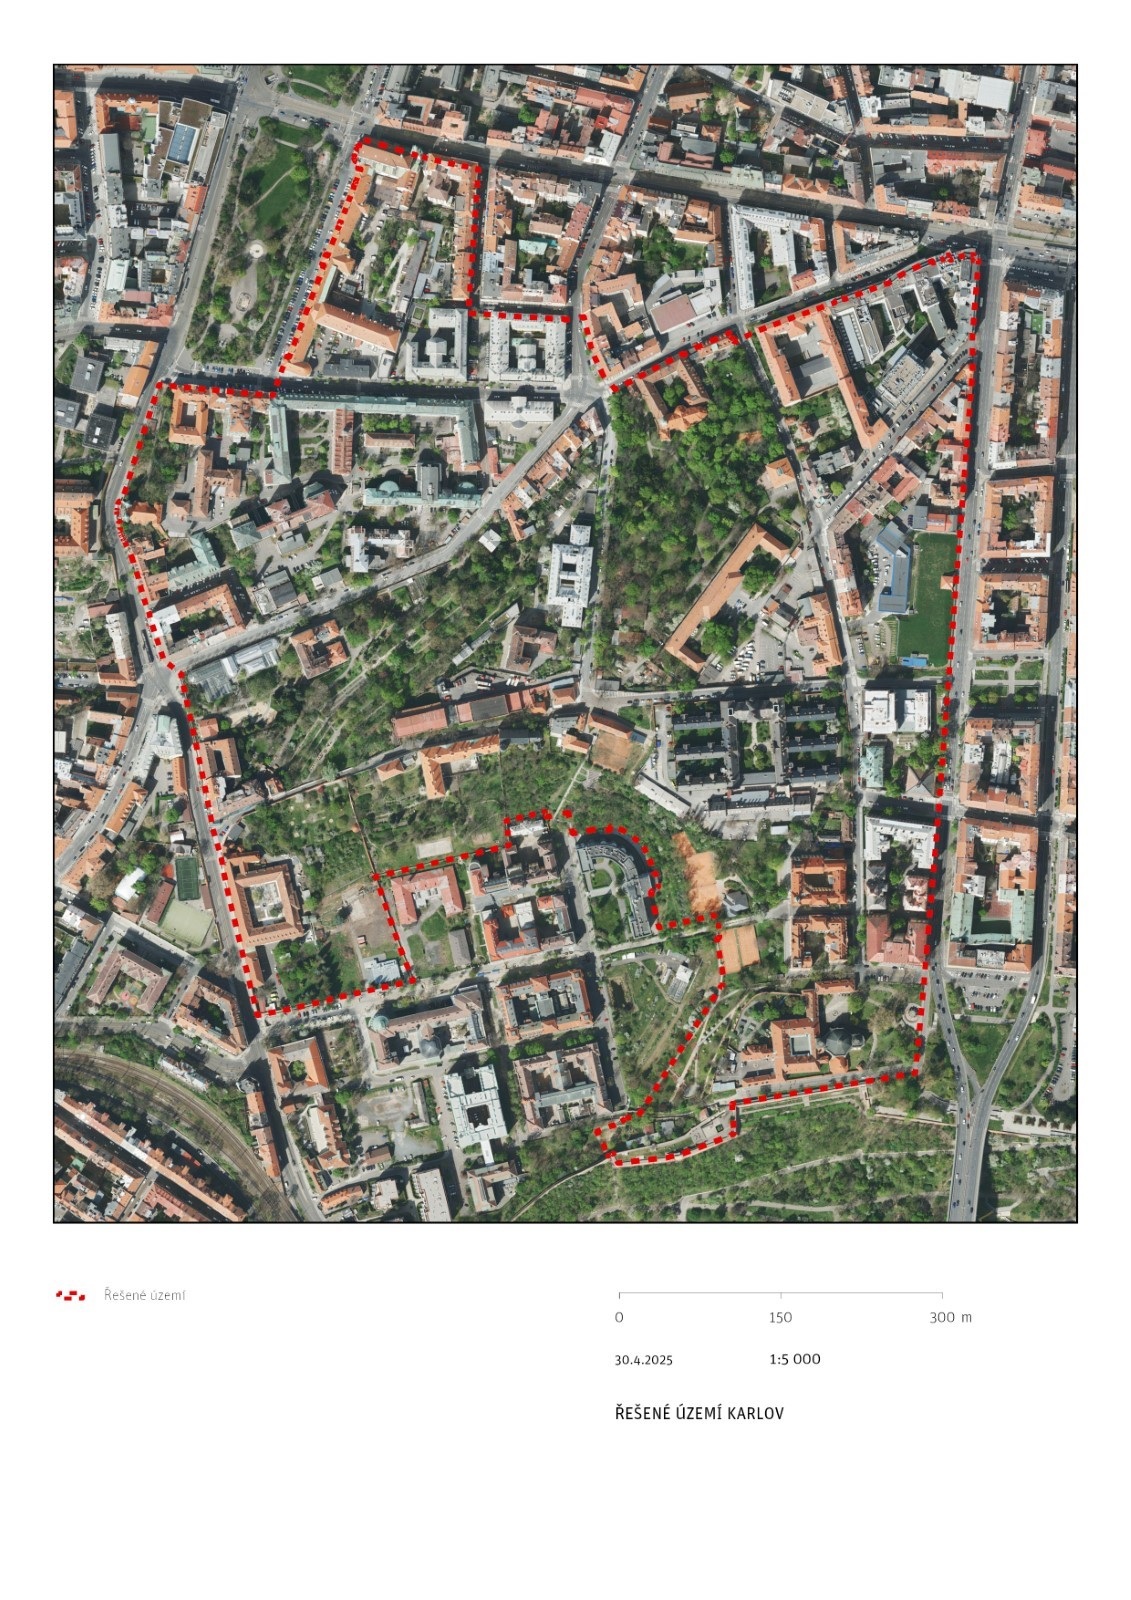 Řešené území
0 150 300 m
30.4.2025 1:5 000
ŘEŠENÉ ÚZEMÍ KARLOV